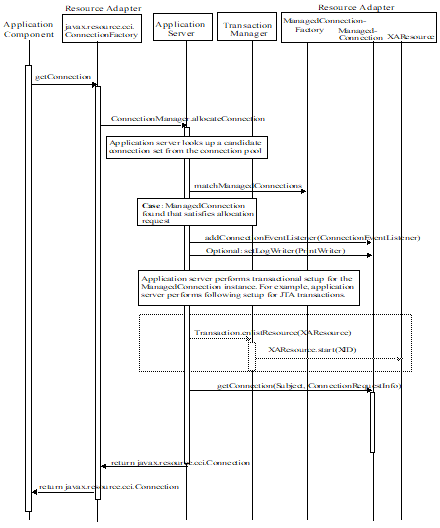 Resource Adapter
Resource Adapter
Application
Component
javax.resource.cci.
ConnectionFactory
Application
Server
Transaction
Manager
ManagedConnection-
Factory
Managed-
Connection
XAResource
getConnection
ConnectionManager.allocateConnection
Application server looks up a candidate
connection set from the connection pool
matchManagedConnections
Case: ManagedConnection
found that satisfies allocation
request
addConnectionEventListener(ConnectionEventListener)
Optional: setLogWriter(PrintWriter)
Application server performs transactional setup for the
ManagedConnection instance. For example, application
server performs following setup for JTA transactions.
Transaction.enlistResource(XAResource)
XAResource.start(XID)
getConnection(Subject, ConnectionRequestInfo)
return javax.resource.cci.Connection
return javax.resource.cci.Connection